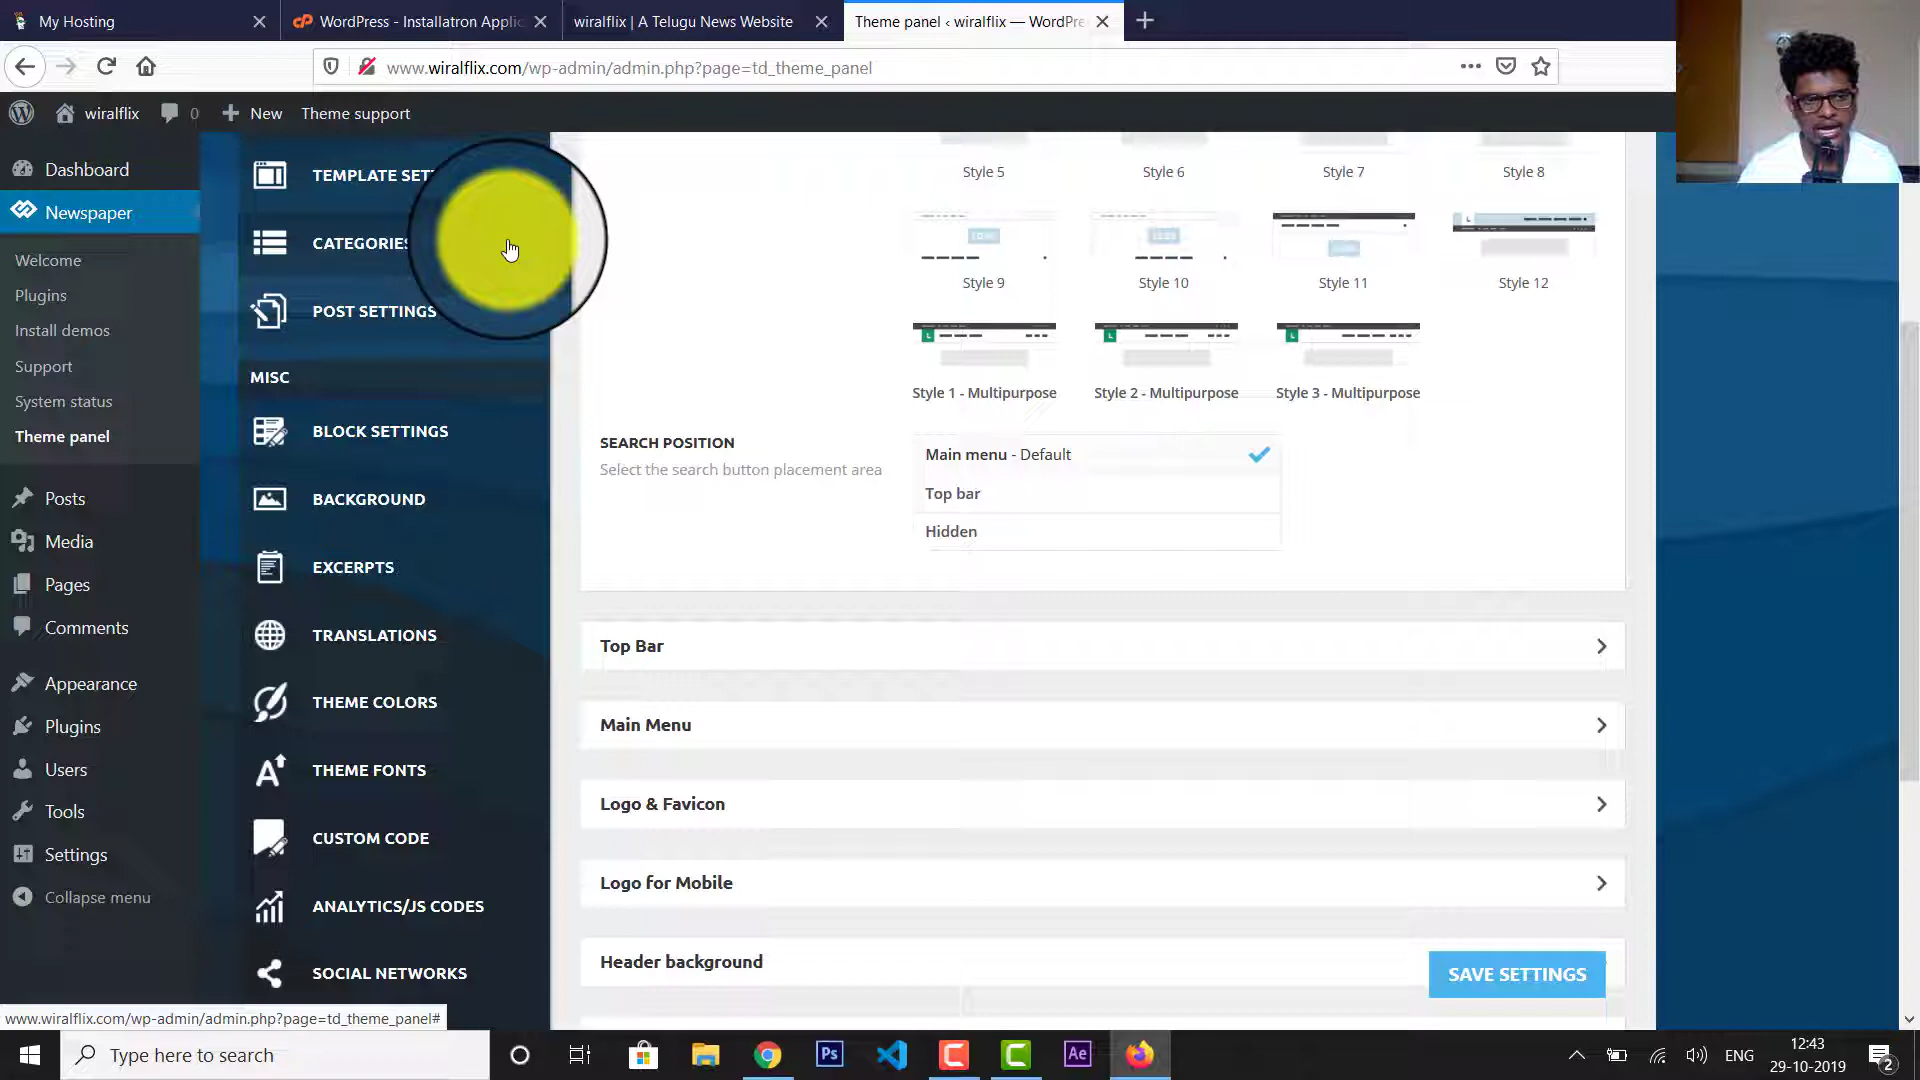 My Hosting
WordPress - Installatron Applic
wiralflix | A Telugu News Website
Theme panel ‹ wiralflix — WordPre
www.wiralflix.com/wp-admin/admin.php?page=td_theme_panel
wiralflix
0
New
Theme support
Dashboard
Newspaper
Welcome
Plugins
Install demos
Support
System status
Theme panel
Posts
Media
Pages
Comments
Appearance
Plugins
Users
Tools
Settings
Collapse menu
TEMPLATE SET
CATEGORIES
POST SETTINGS
MISC
BLOCK SETTINGS
BACKGROUND
EXCERPTS
TRANSLATIONS
THEME COLORS
THEME FONTS
CUSTOM CODE
ANALYTICS/JS CODES
SOCIAL NETWORKS
Style 5
Style 6
Style 7
Style 8
Style 9
Style 10
Style 11
Style 12
Style 1 - Multipurpose
Style 2 - Multipurpose
Style 3 - Multipurpose
SEARCH POSITION
Select the search button placement area
Main menu - Default
Top bar
Hidden
Top Bar
Main Menu
Logo & Favicon
Logo for Mobile
Header background
SAVE SETTINGS
www.wiralflix.com/wp-admin/admin.php?page=td_theme_panel#
Type here to search
Ps
Ae
ENG
12:43
29-10-2019
2